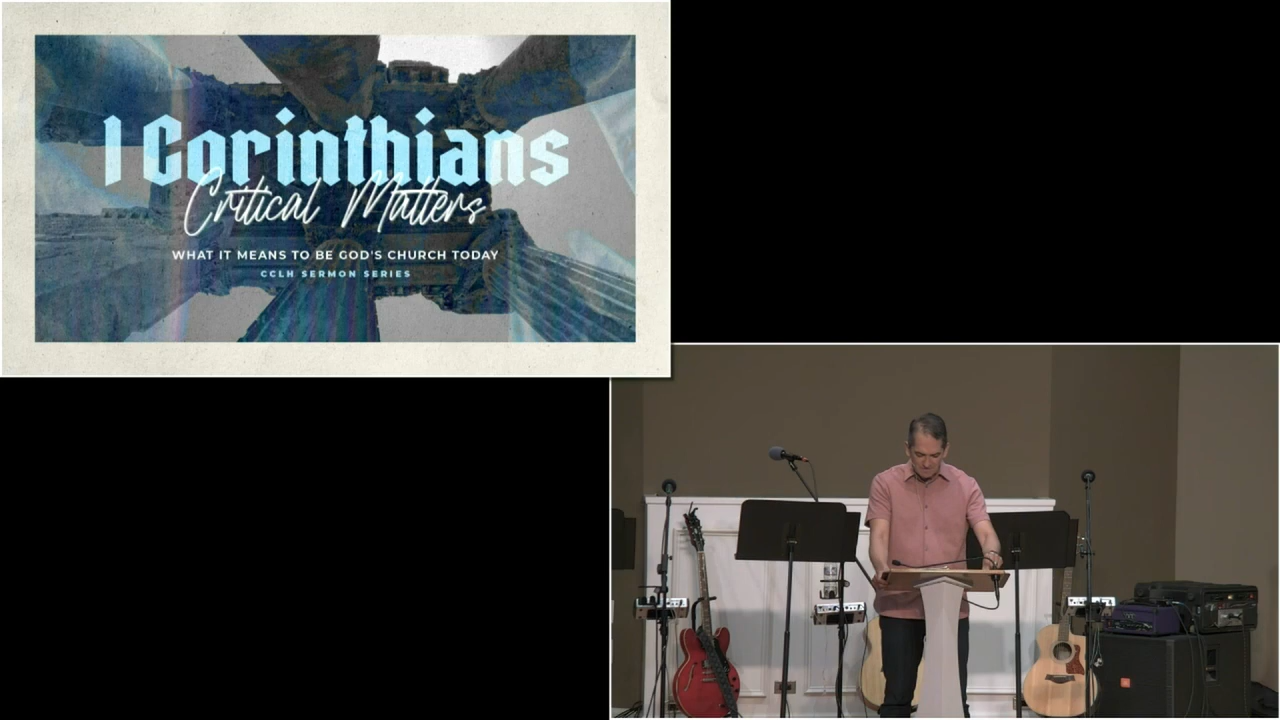 1 Corinthians
Critical Matters
WHAT IT MEANS TO BE GOD'S CHURCH TODAY
CCLH SERMON SERIES